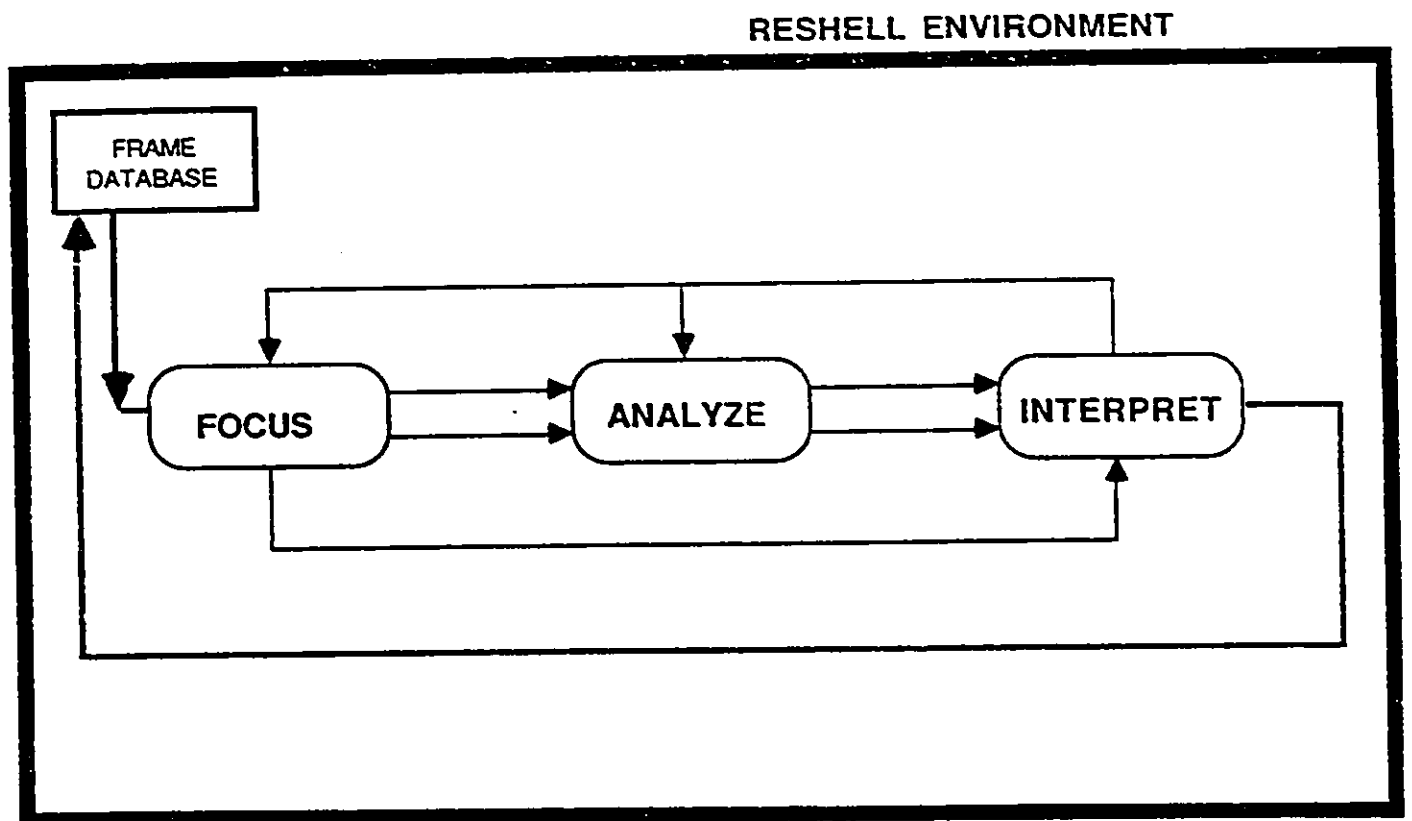 RESHELL ENVIRONMENT
FRAME
DATABASE
FOCUS
ANALYZE
INTERPRET